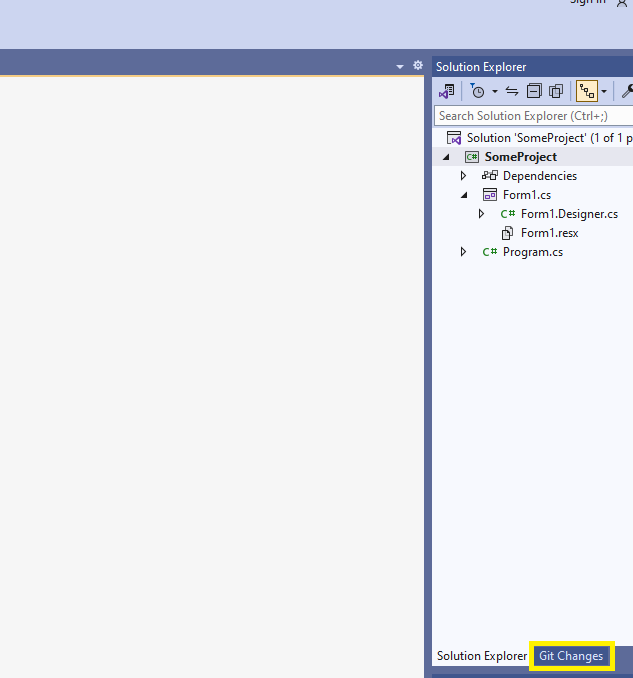 Sign in
Solution Explorer
Search Solution Explorer (Ctrl+;)
Solution 'SomeProject' (1 of 1 p
C# SomeProject
Dependencies
Form1.cs
C# Form1.Designer.cs
Form1.resx
C# Program.cs
Solution Explorer
Git Changes